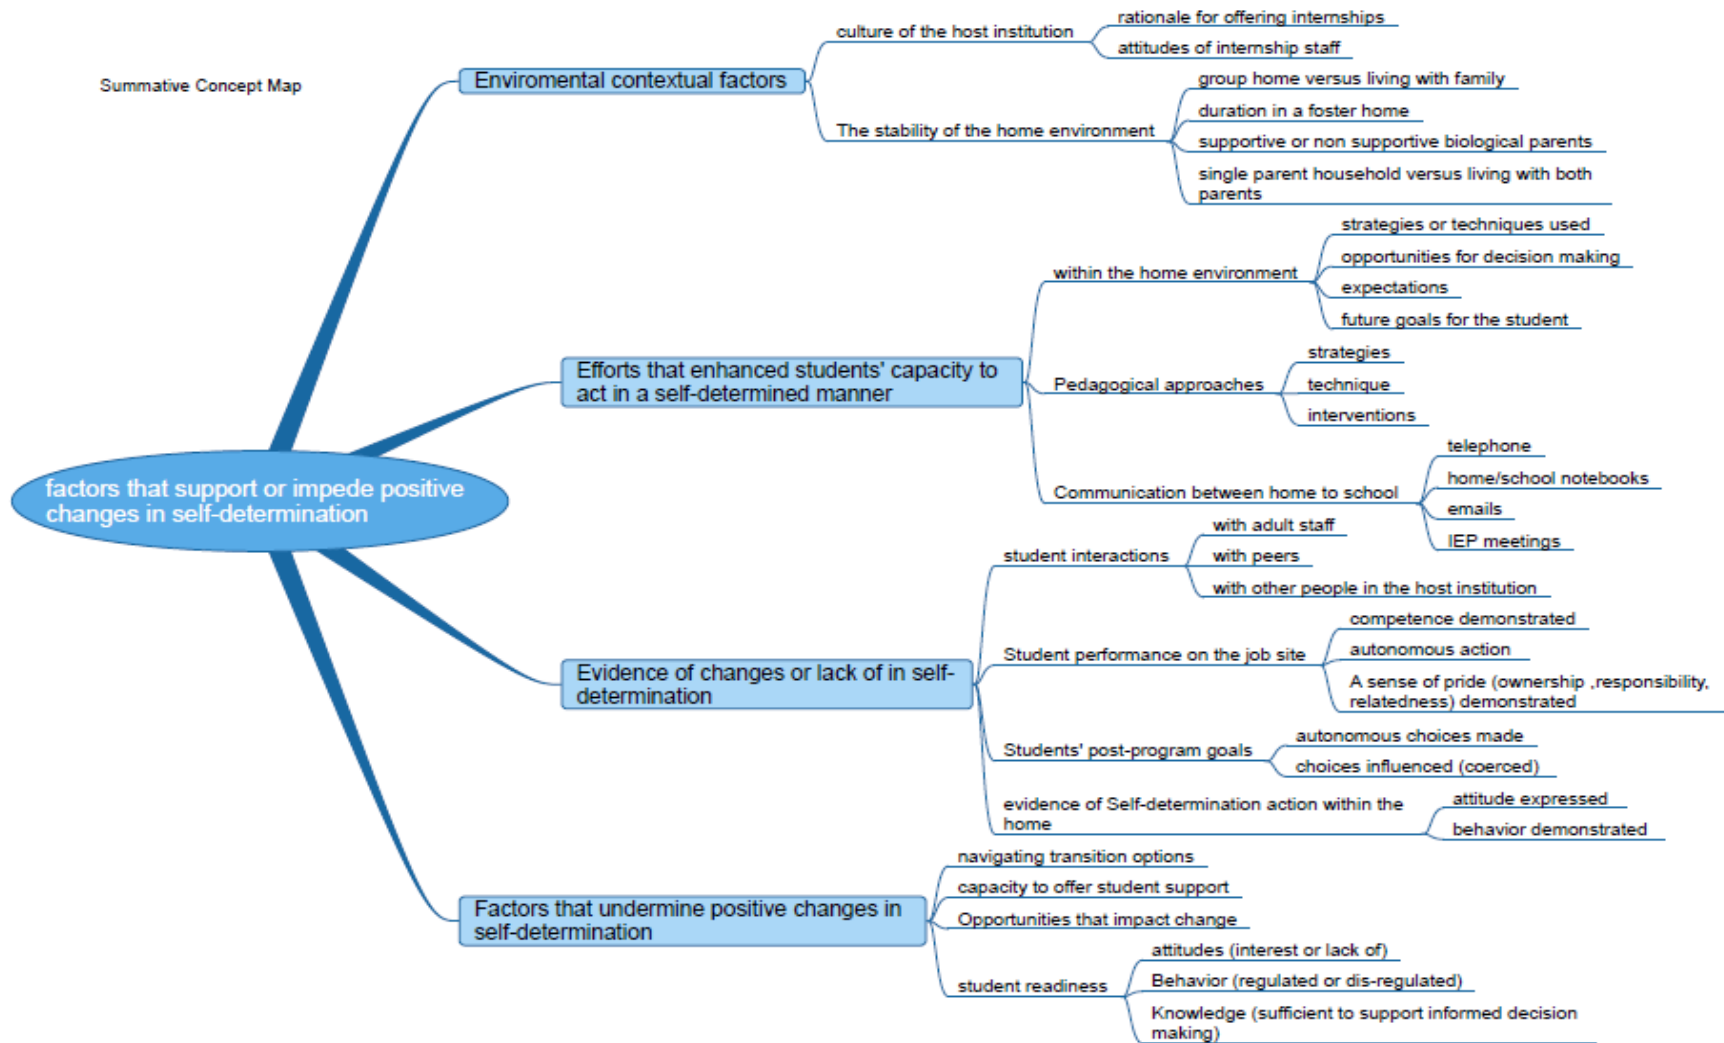 Summative Concept Map
factors that support or impede positive
changes in self-determination
Enviromental contextual factors
culture of the host institution
rationale for offering internships
attitudes of internship staff
The stability of the home environment
group home versus living with family
duration in a foster home
supportive or non supportive biological parents
single parent household versus living with both
parents
Efforts that enhanced students' capacity to
act in a self-determined manner
within the home environment
strategies or techniques used
opportunities for decision making
expectations
future goals for the student
Pedagogical approaches
strategies
technique
interventions
Communication between home to school
telephone
home/school notebooks
emails
IEP meetings
Evidence of changes or lack of in self-
determination
student interactions
with adult staff
with peers
with other people in the host institution
Student performance on the job site
competence demonstrated
autonomous action
A sense of pride (ownership ,responsibility,
relatedness) demonstrated
Students' post-program goals
autonomous choices made
choices influenced (coerced)
evidence of Self-determination action within the
home
attitude expressed
behavior demonstrated
Factors that undermine positive changes in
self-determination
navigating transition options
capacity to offer student support
Opportunities that impact change
student readiness
attitudes (interest or lack of)
Behavior (regulated or dis-regulated)
Knowledge (sufficient to support informed decision
making)